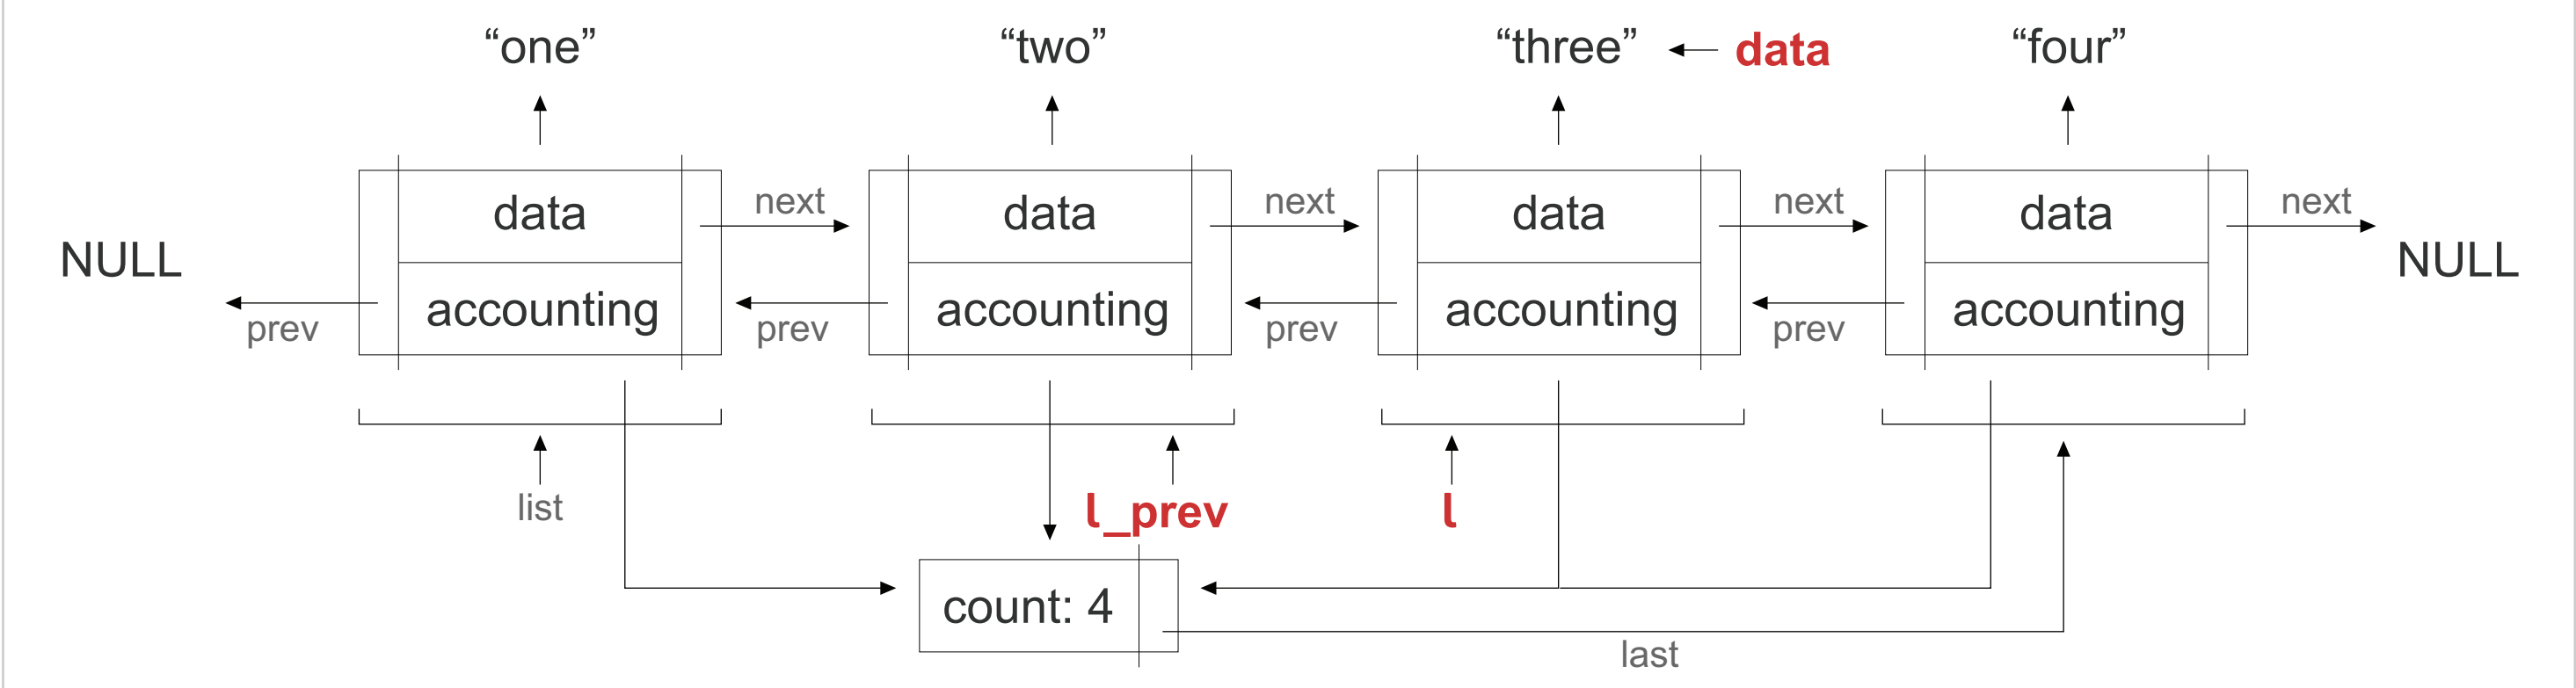 “one” “two” “three” data “four”
data next data next data next data next
NULL NULL
prev accounting prev accounting prev accounting prev accounting
list l_prev l
count: 4
last